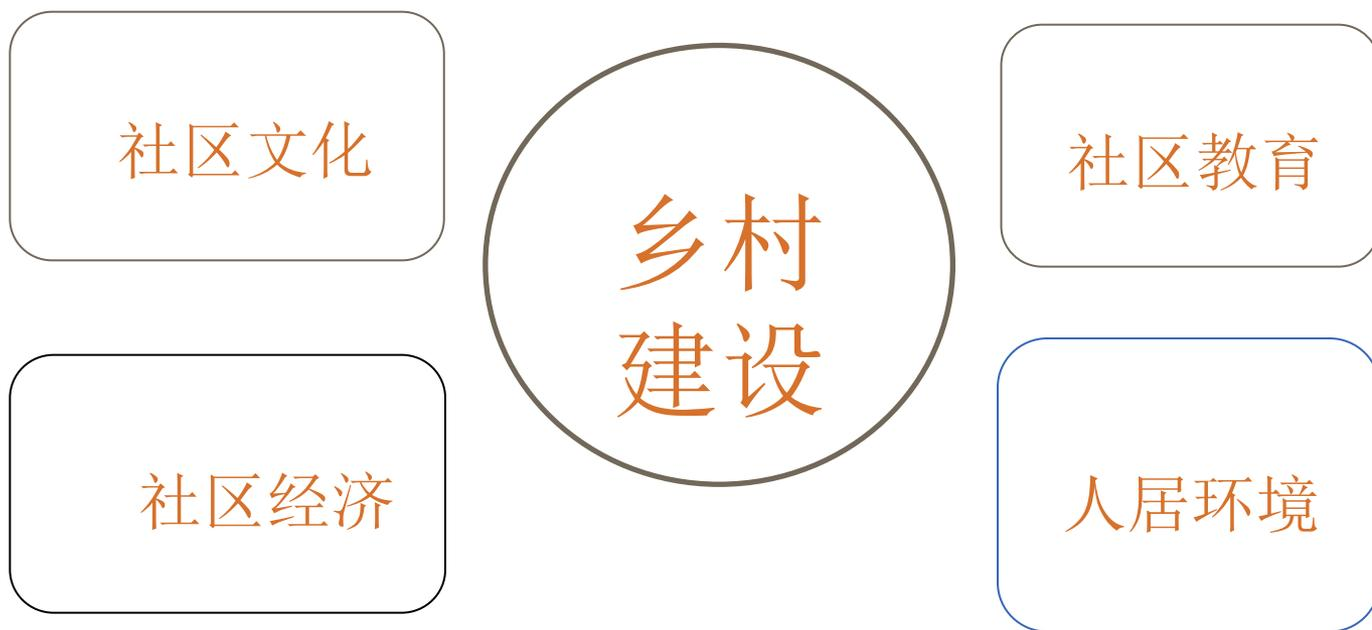 社区文化
社区教育
乡村
建设
社区经济
人居环境